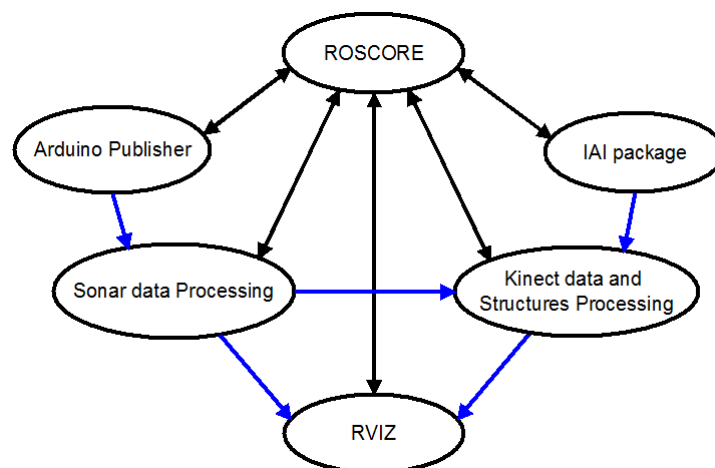 ROSCORE
Arduino Publisher
IAI package
Sonar data Processing
Kinect data and
Structures Processing
RVIZ